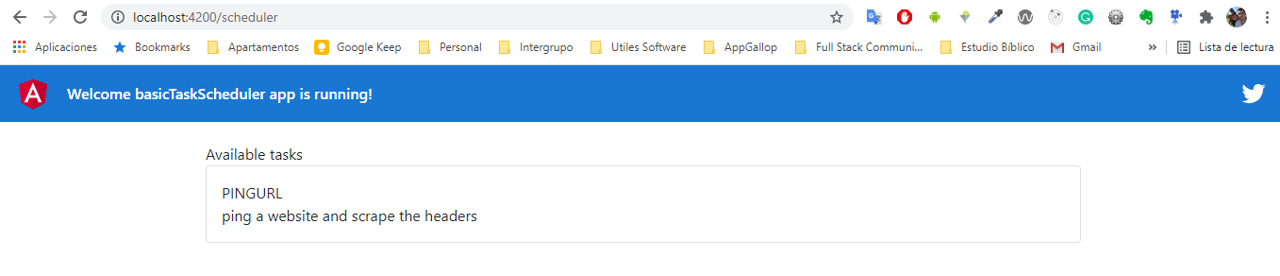 localhost:4200/scheduler
Aplicaciones Bookmarks Apartamentos Google Keep Personal Intergrupo Utiles Software AppGallop Full Stack Communi... Estudio Bíblico Gmail » Lista de lectura
A Welcome basicTaskScheduler app is running!
Available tasks
PINGURL
ping a website and scrape the headers